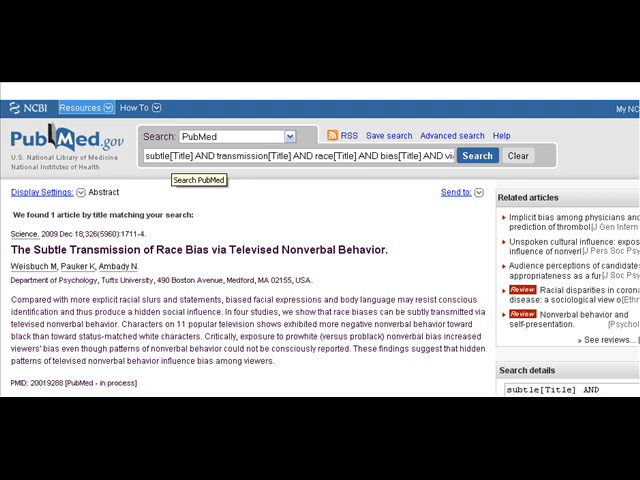 NCBI Resources How To My NC
PubMed.gov
U.S. National Library of Medicine
National Institutes of Health
Search: PubMed
RSS Save search Advanced search Help
subtle[Title] AND transmission[Title] AND race[Title] AND bias[Title] AND via
Search Clear
Search PubMed
Display Settings: Abstract Send to:
We found 1 article by title matching your search:
Science. 2009 Dec 18;326(5960):1711-4.
The Subtle Transmission of Race Bias via Televised Nonverbal Behavior.
Weisbuch M, Pauker K, Ambady N.
Department of Psychology, Tufts University, 490 Boston Avenue, Medford, MA 02155, USA.
Compared with more explicit racial slurs and statements, biased facial expressions and body language may resist conscious
identification and thus produce a hidden social influence. In four studies, we show that race biases can be subtly transmitted via
televised nonverbal behavior. Characters on 11 popular television shows exhibited more negative nonverbal behavior toward
black than toward status-matched white characters. Critically, exposure to prowhite (versus problack) nonverbal bias increased
viewers' bias even though patterns of nonverbal behavior could not be consciously reported. These findings suggest that hidden
patterns of televised nonverbal behavior influence bias among viewers.
PMID: 20019288 [PubMed - in process]
Related articles
Implicit bias among physicians and
prediction of thrombol[J Gen Intern
Unspoken cultural influence: expos
influence of nonverl[J Pers Soc Psy
Audience perceptions of candidates
appropriateness as a fur[J Soc Psy
Review Racial disparities in corona
disease: a sociological view o[Ethn
Review Nonverbal behavior and
self-presentation. [Psychol
» See reviews... |
Search details
subtle[Title] AND